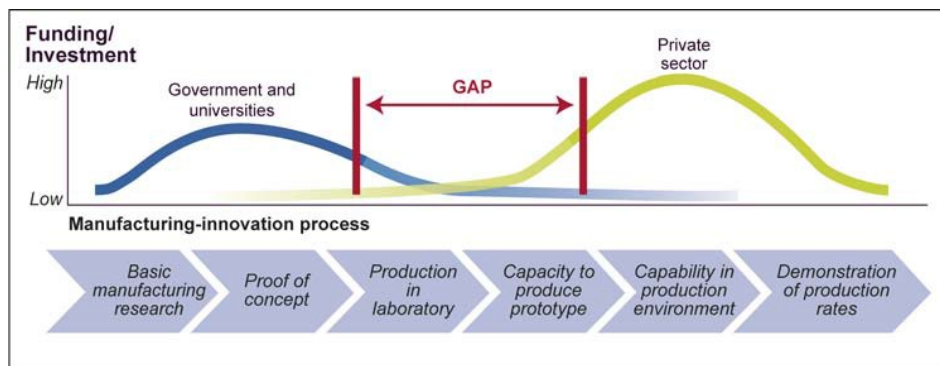 Funding/
Investment
High
Government and
universities
GAP
Private
sector
Low
Manufacturing-innovation process
Basic
manufacturing
research
Proof of
concept
Production
in
laboratory
Capacity to
produce
prototype
Capability in
production
environment
Demonstration
of production
rates